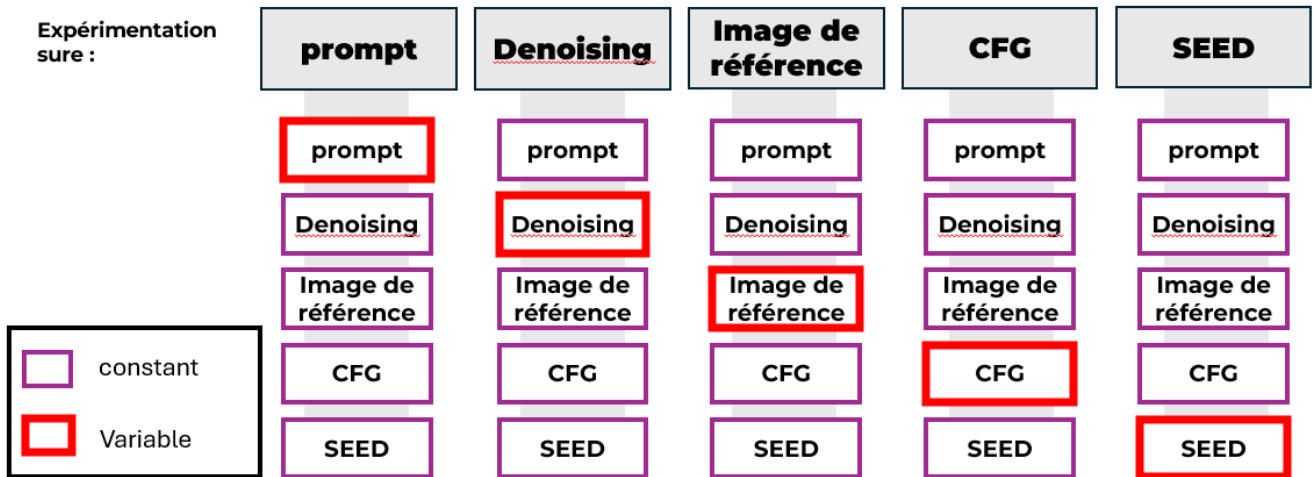 Expérimentation
sure :
prompt
Denoising
Image de
référence
CFG
SEED
prompt
prompt
prompt
prompt
prompt
Denoising
Denoising
Denoising
Denoising
Denoising
Image de
référence
Image de
référence
Image de
référence
Image de
référence
Image de
référence
CFG
CFG
CFG
CFG
CFG
SEED
SEED
SEED
SEED
SEED
constant
Variable